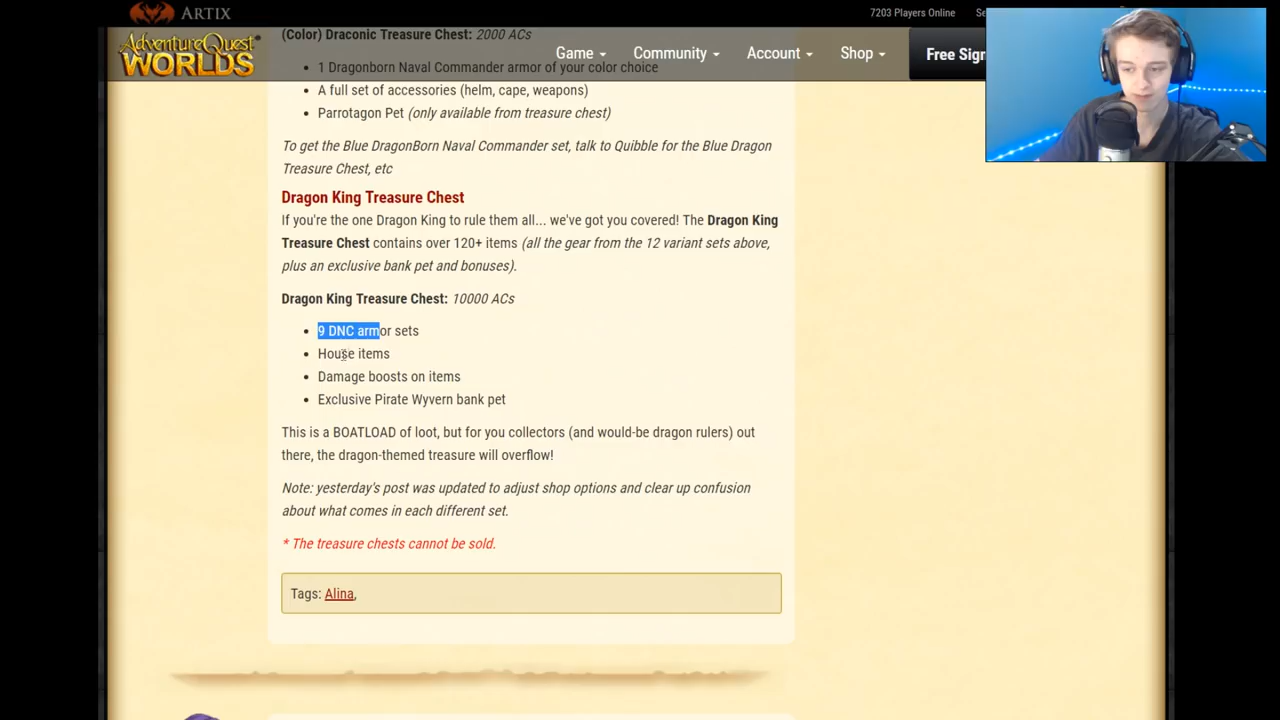 ARTIX
7203 Players Online
AdventureQuest
WORLDS
Game
Community
Account
Shop
Free
(Color) Draconic Treasure Chest: 2000 ACs
1 Dragonborn Naval Commander armor of your color choice
A full set of accessories (helm, cape, weapons)
Parrotagon Pet (only available from treasure chest)
To get the Blue DragonBorn Naval Commander set, talk to Quibble for the Blue Dragon
Treasure Chest, etc
Dragon King Treasure Chest
If you're the one Dragon King to rule them all... we've got you covered! The Dragon King
Treasure Chest contains over 120+ items (all the gear from the 12 variant sets above,
plus an exclusive bank pet and bonuses).
Dragon King Treasure Chest: 10000 ACs
9 DNC armor sets
House items
Damage boosts on items
Exclusive Pirate Wyvern bank pet
This is a BOATLOAD of loot, but for you collectors (and would-be dragon rulers) out
there, the dragon-themed treasure will overflow!
Note: yesterday's post was updated to adjust shop options and clear up confusion
about what comes in each different set.
* The treasure chests cannot be sold.
Tags: Alina,